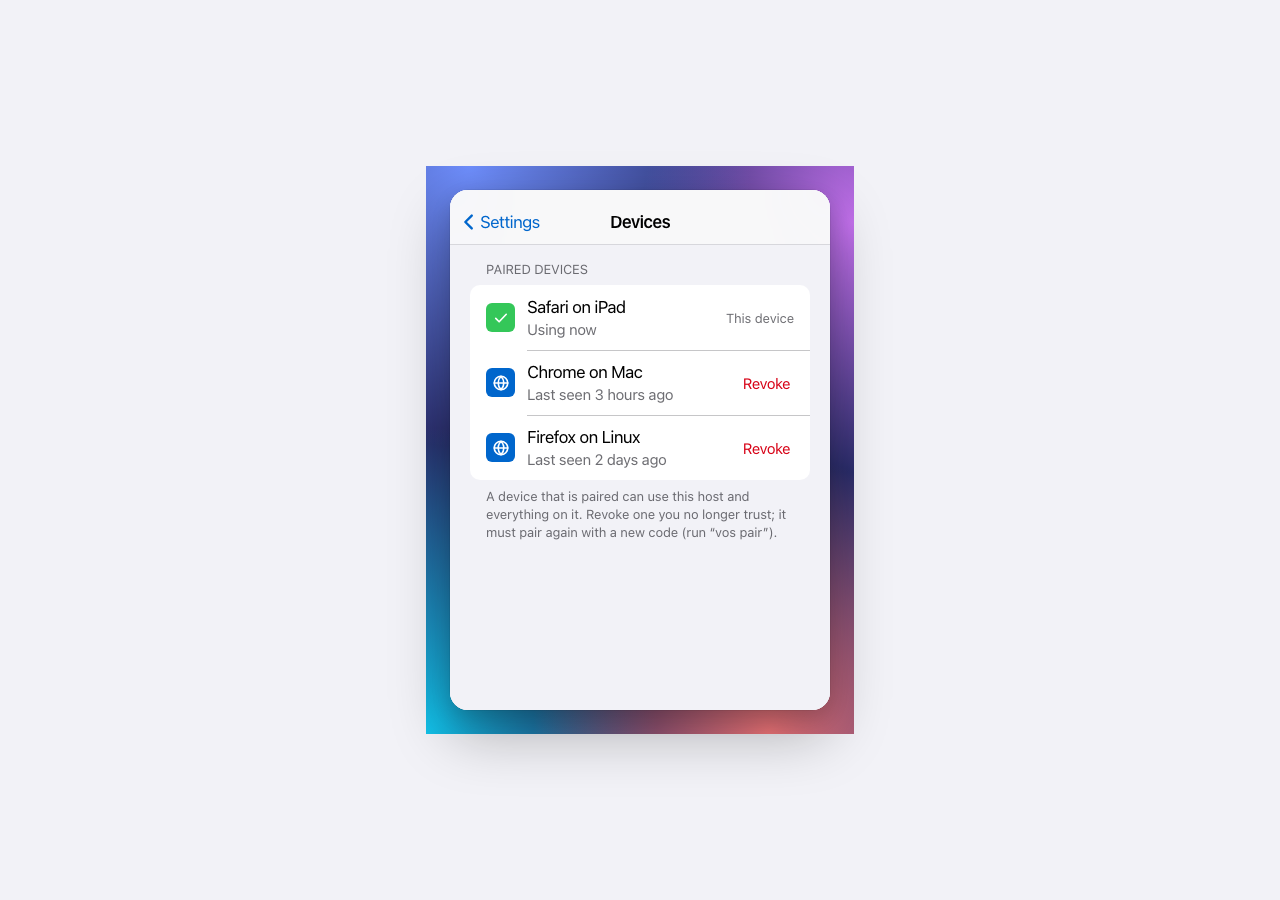 Settings
Devices
PAIRED DEVICES
Safari on iPad
Using now
This device
Chrome on Mac
Last seen 3 hours ago
Revoke
Firefox on Linux
Last seen 2 days ago
Revoke
A device that is paired can use this host and
everything on it. Revoke one you no longer trust; it
must pair again with a new code (run “vos pair”).